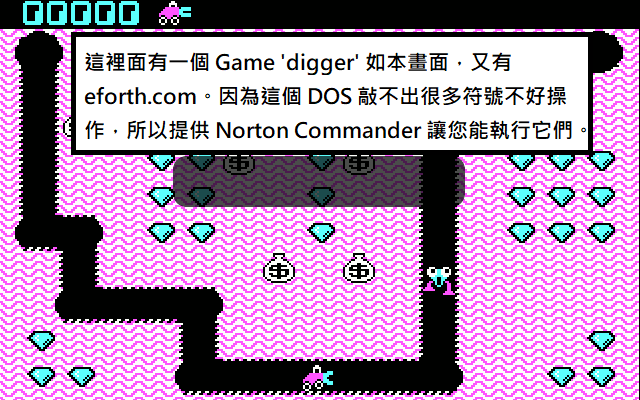 00000
這裡面有一個 Game 'digger' 如本畫面，又有
eforth.com。因為這個 DOS 敲不出很多符號不好操
作，所以提供 Norton Commander 讓您能執行它們。
$ $
$ $